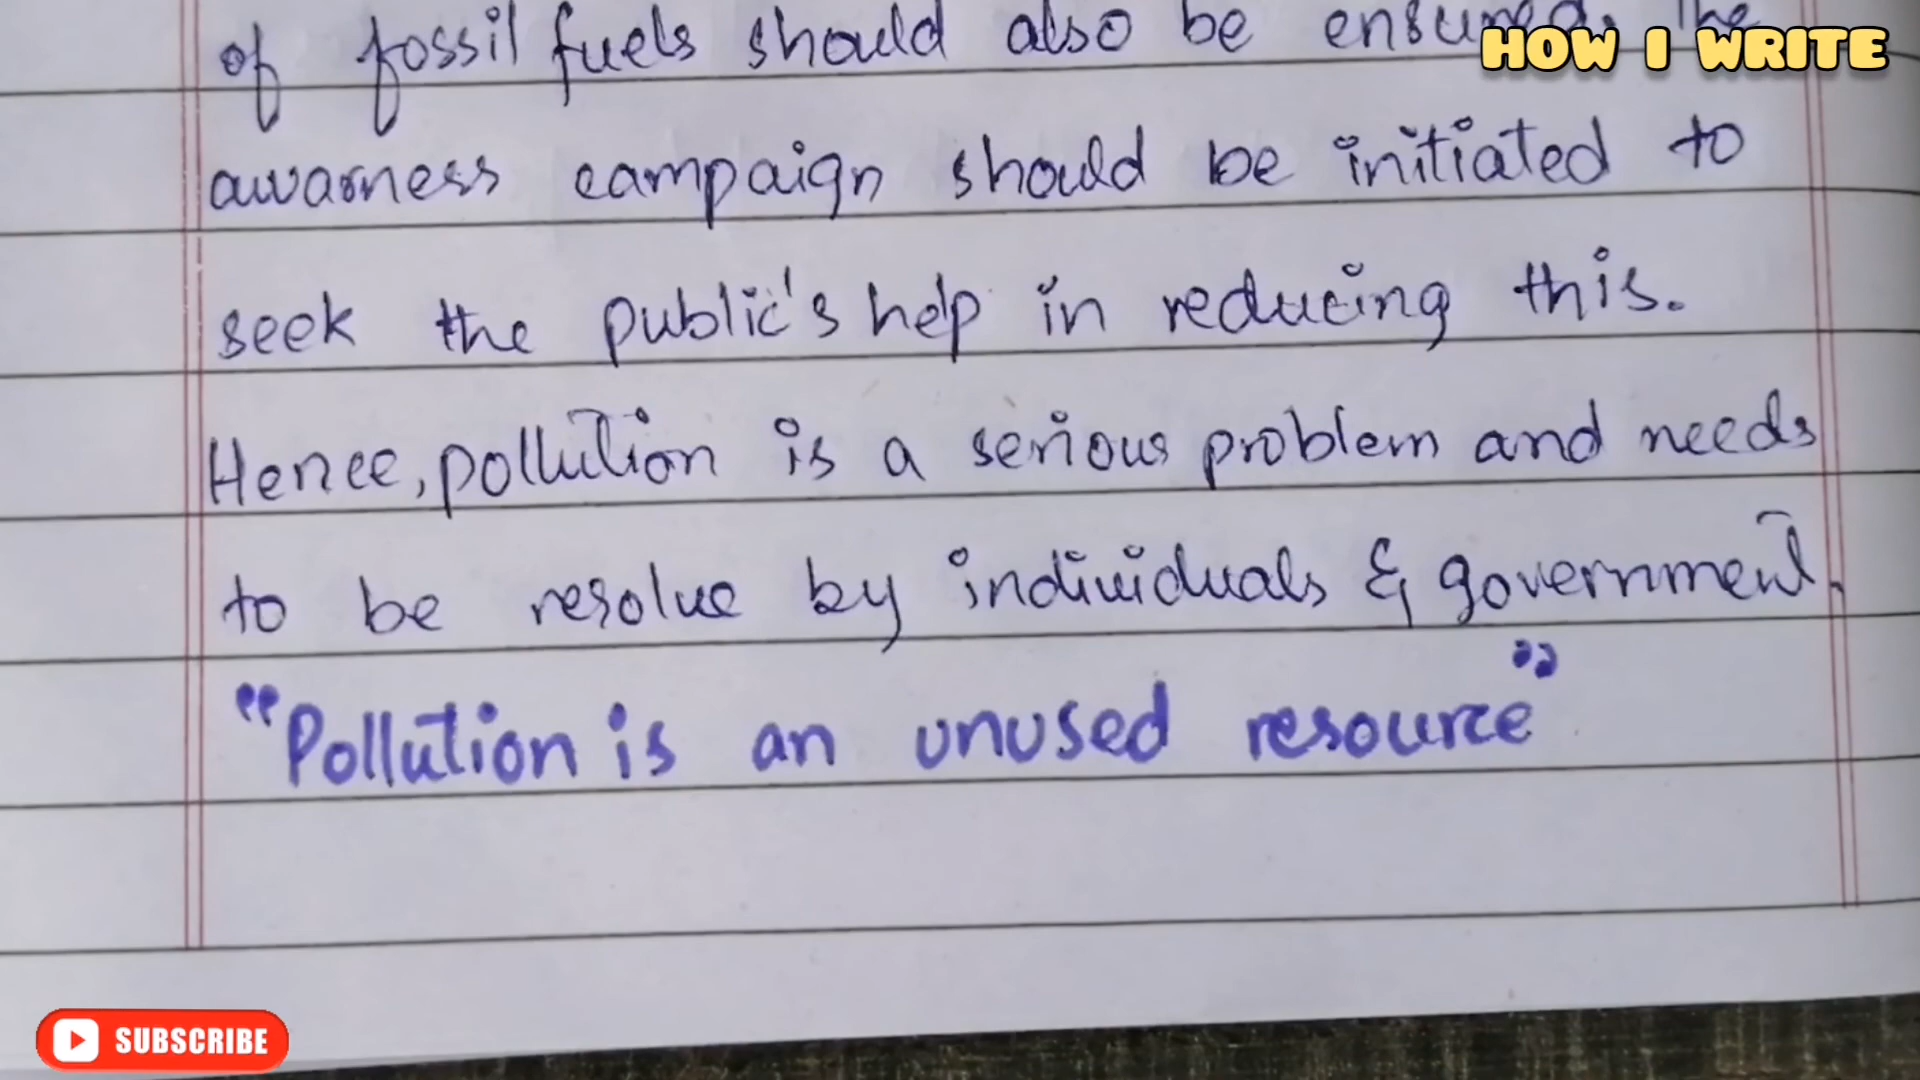 of fossil fuels should also be ensured. The
HOW I WRITE
awarness campaign should be initiated to
seek the public's help in reducing this.
Hence, pollution is a serious problem and needs
to be resolve by individuals & government.
"Pollution is an unused resource"
SUBSCRIBE